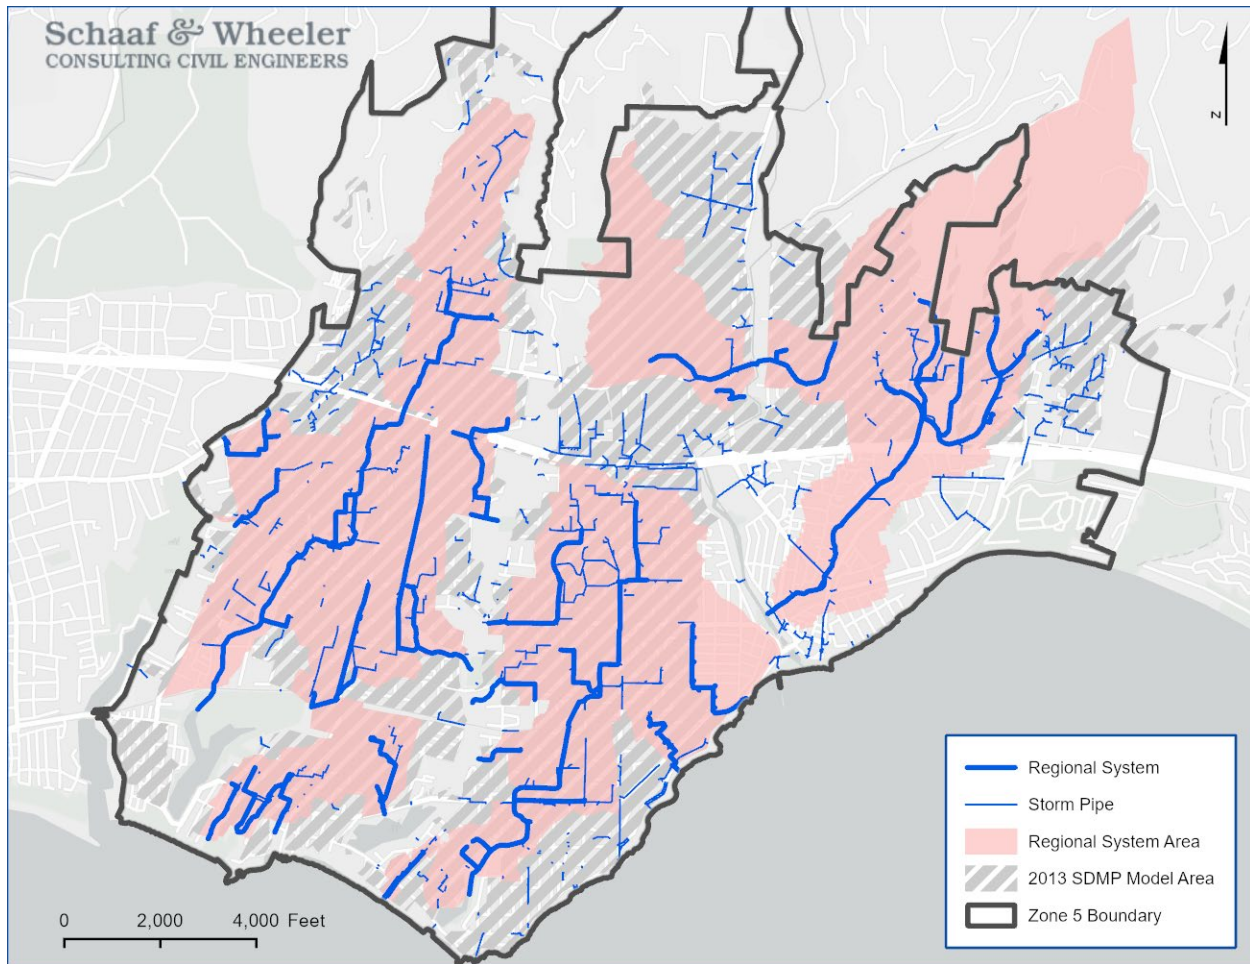 Schaaf & Wheeler
CONSULTING CIVIL ENGINEERS
N
Regional System
Storm Pipe
Regional System Area
2013 SDMP Model Area
Zone 5 Boundary
0 2,000 4,000 Feet